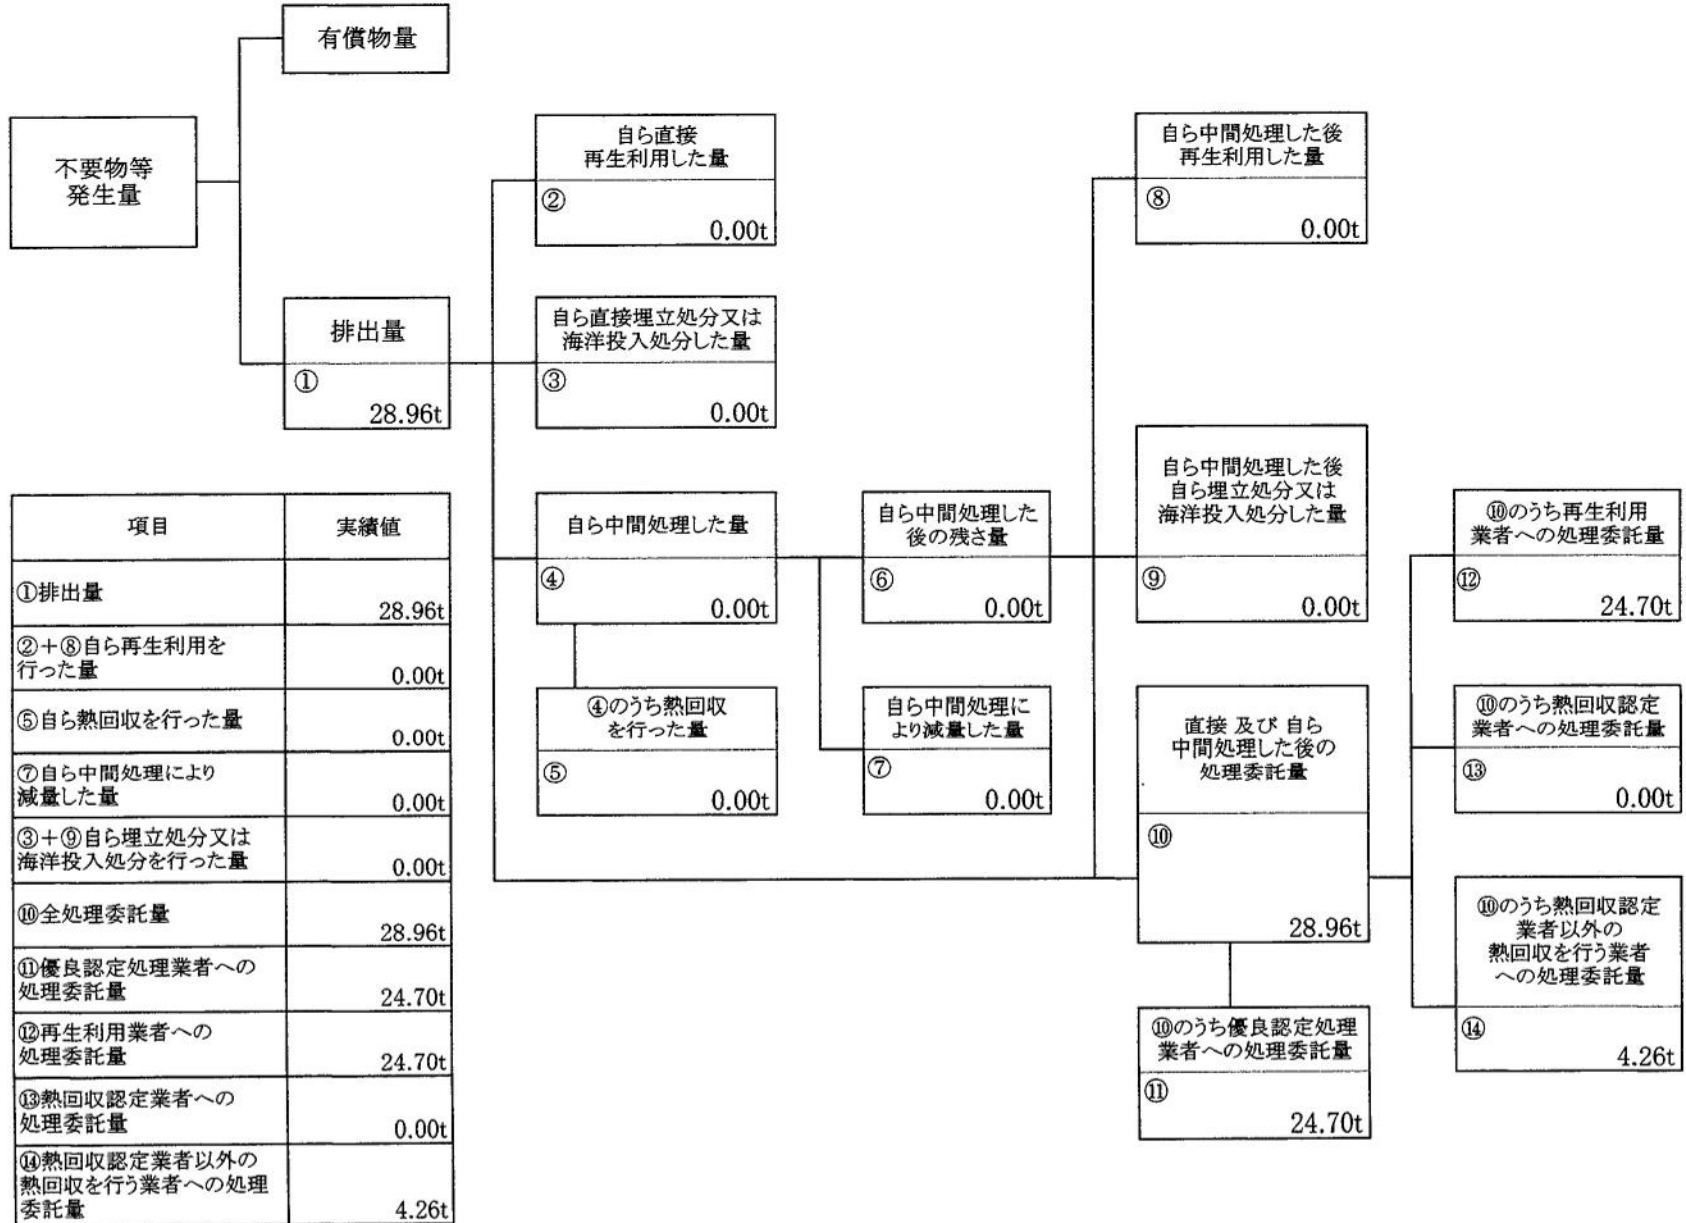 有償物量
不要物等
発生量
排出量
①
28.96t
自ら直接
再生利用した量
②
0.00t
自ら直接埋立処分又は
海洋投入処分した量
③
0.00t
自ら中間処理した量
④
0.00t
④のうち熱回収
を行った量
⑤
0.00t
自ら中間処理した
後の残さ量
⑥
0.00t
自ら中間処理に
より減量した量
⑦
0.00t
自ら中間処理した後
再生利用した量
⑧
0.00t
自ら中間処理した後
自ら埋立処分又は
海洋投入処分した量
⑨
0.00t
直接 及び 自ら
中間処理した後の
処理委託量
⑩
28.96t
⑩のうち優良認定処理
業者への処理委託量
⑪
24.70t
⑩のうち再生利用
業者への処理委託量
⑫
24.70t
⑩のうち熱回収認定
業者への処理委託量
⑬
0.00t
⑩のうち熱回収認定
業者以外の
熱回収を行う業者
への処理委託量
⑭
4.26t
項目 実績値
①排出量
28.96t
②+⑧自ら再生利用を
行った量
0.00t
⑤自ら熱回収を行った量
0.00t
⑦自ら中間処理により
減量した量
0.00t
③+⑨自ら埋立処分又は
海洋投入処分を行った量
0.00t
⑩全処理委託量
28.96t
⑪優良認定処理業者への
処理委託量
24.70t
⑫再生利用業者への
処理委託量
24.70t
⑬熱回収認定業者への
処理委託量
0.00t
⑭熱回収認定業者以外の
熱回収を行う業者への処理
委託量
4.26t